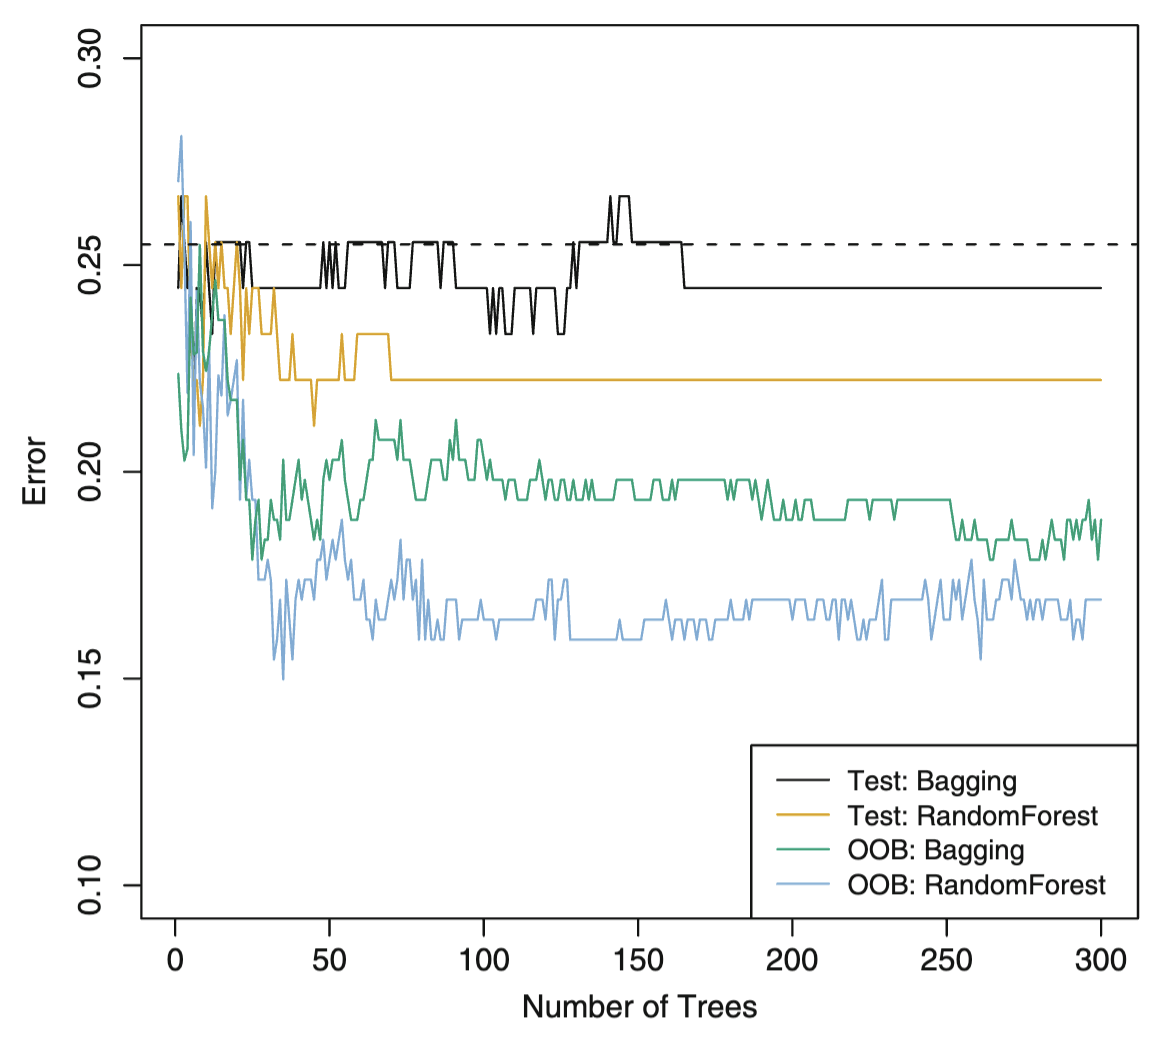 0.30
0.25
0.20
0.15
0.10
Error
Test: Bagging
Test: RandomForest
OOB: Bagging
OOB: RandomForest
0 50 100 150 200 250 300
Number of Trees